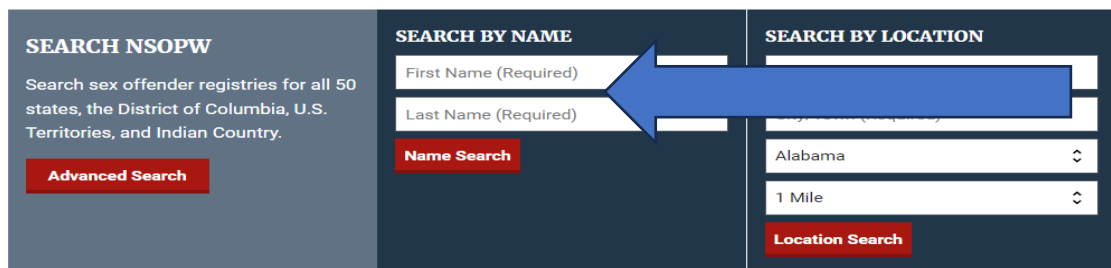 SEARCH NSOPW
Search sex offender registries for all 50
states, the District of Columbia, U.S.
Territories, and Indian Country.
Advanced Search
SEARCH BY NAME
First Name (Required)
Last Name (Required)
Name Search
SEARCH BY LOCATION
(Required)
Alabama
1 Mile
Location Search